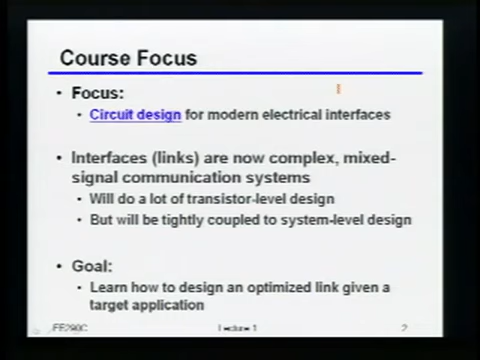 Course Focus
• Focus:
• Circuit design for modern electrical interfaces
• Interfaces (links) are now complex, mixed-
signal communication systems
• Will do a lot of transistor-level design
• But will be tightly coupled to system-level design
• Goal:
• Learn how to design an optimized link given a
target application
EE290C Lecture 1 2